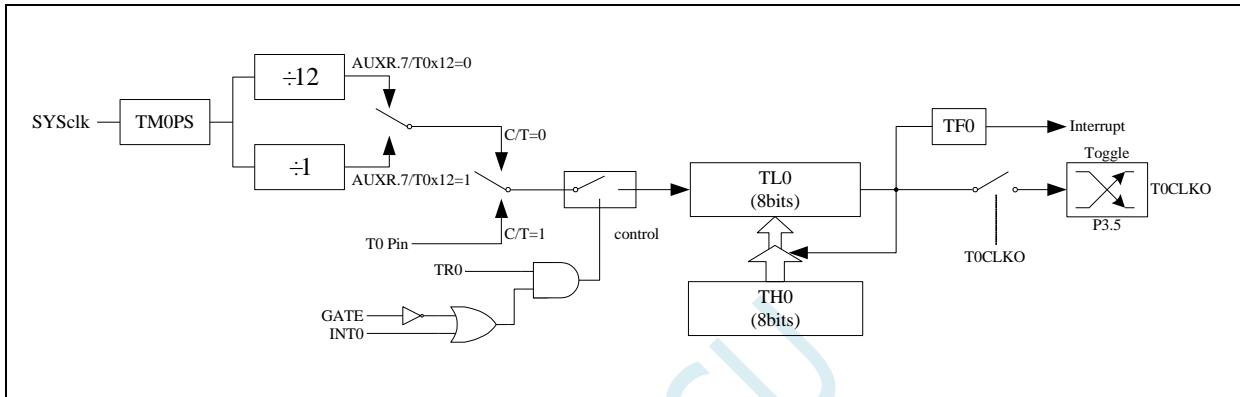 SYSclk
TM0PS
÷12
÷1
AUXR.7/T0x12=0
AUXR.7/T0x12=1
C/T=0
C/T=1
T0 Pin
TR0
GATE
INT0
control
TL0
(8bits)
TH0
(8bits)
TF0
Interrupt
T0CLKO
Toggle
P3.5
T0CLKO